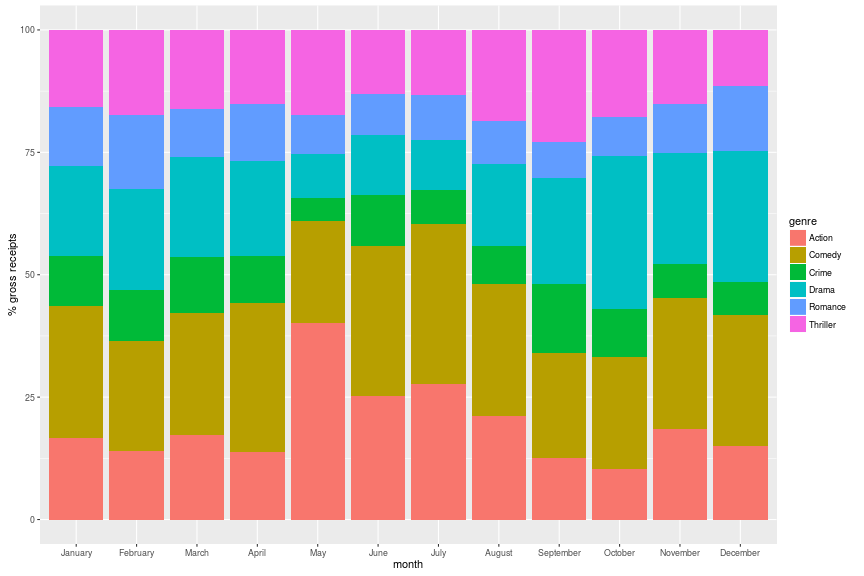 100
75
50
25
0
% gross receipts
January February March April May June July August September October November December
month
genre
Action
Comedy
Crime
Drama
Romance
Thriller